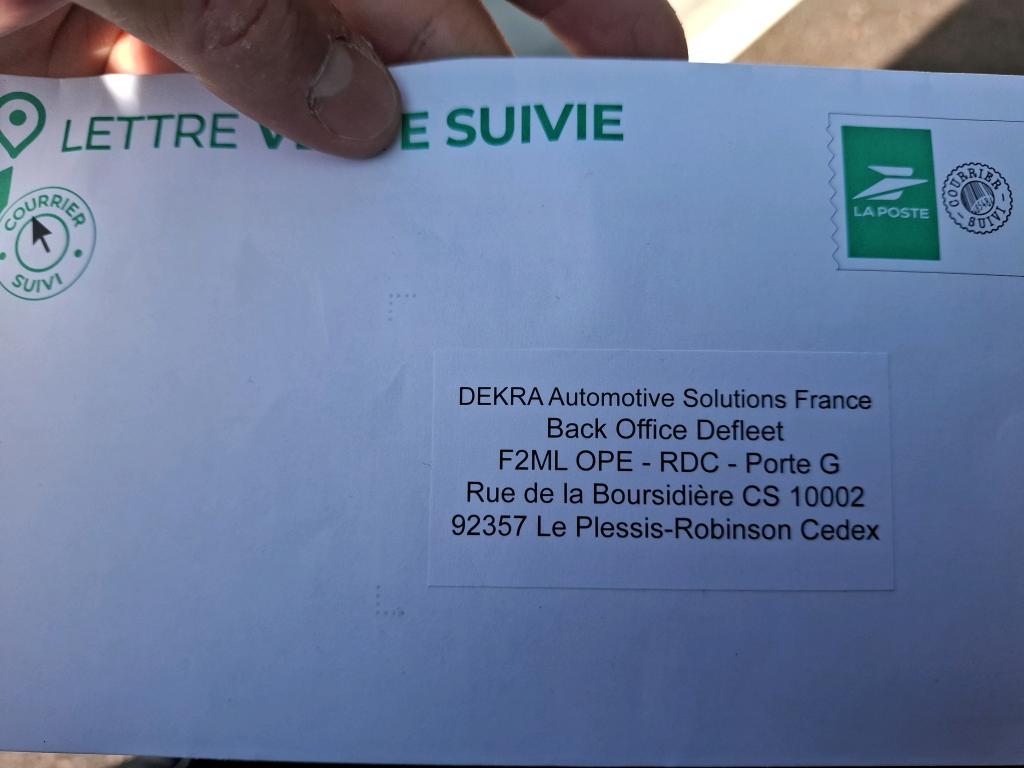 LETTRE SUIVIE
COURRIER
SUIVI
LA POSTE
COURRIER
SUIVI
DEKRA Automotive Solutions France
Back Office Defleet
F2ML OPE - RDC - Porte G
Rue de la Boursidière CS 10002
92357 Le Plessis-Robinson Cedex